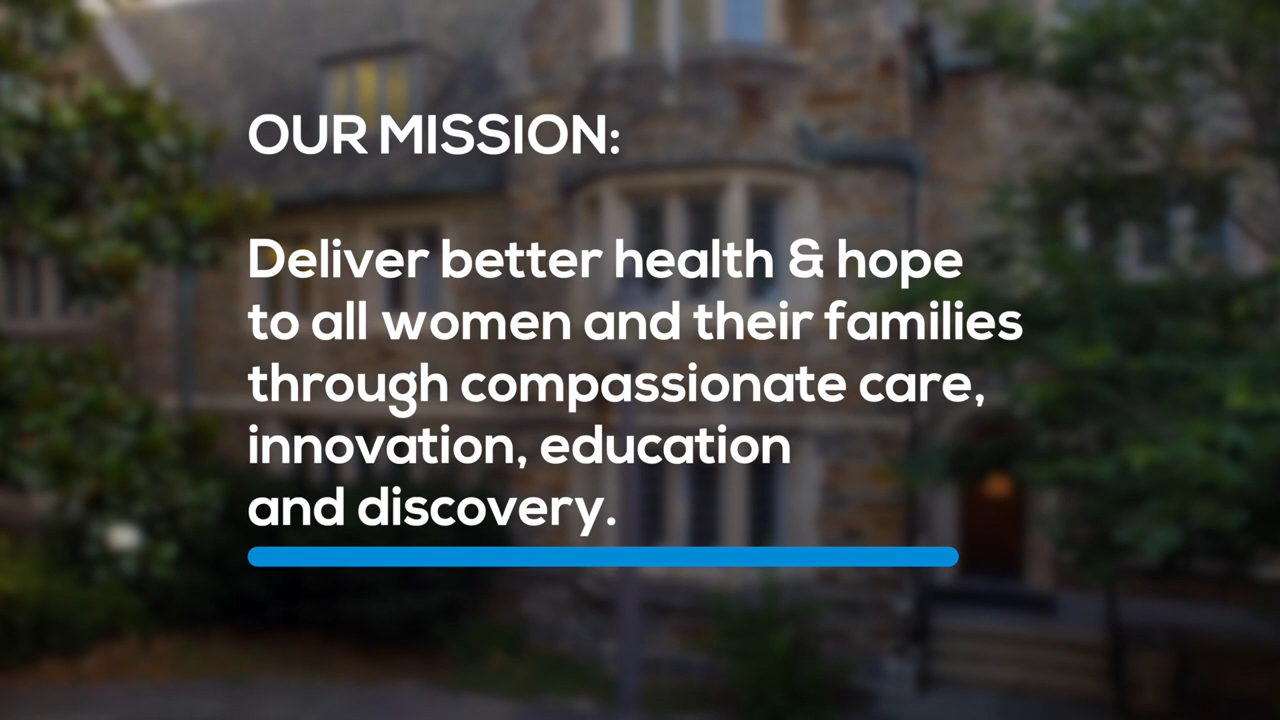 OUR MISSION:
Deliver better health & hope
to all women and their families
through compassionate care,
innovation, education
and discovery.